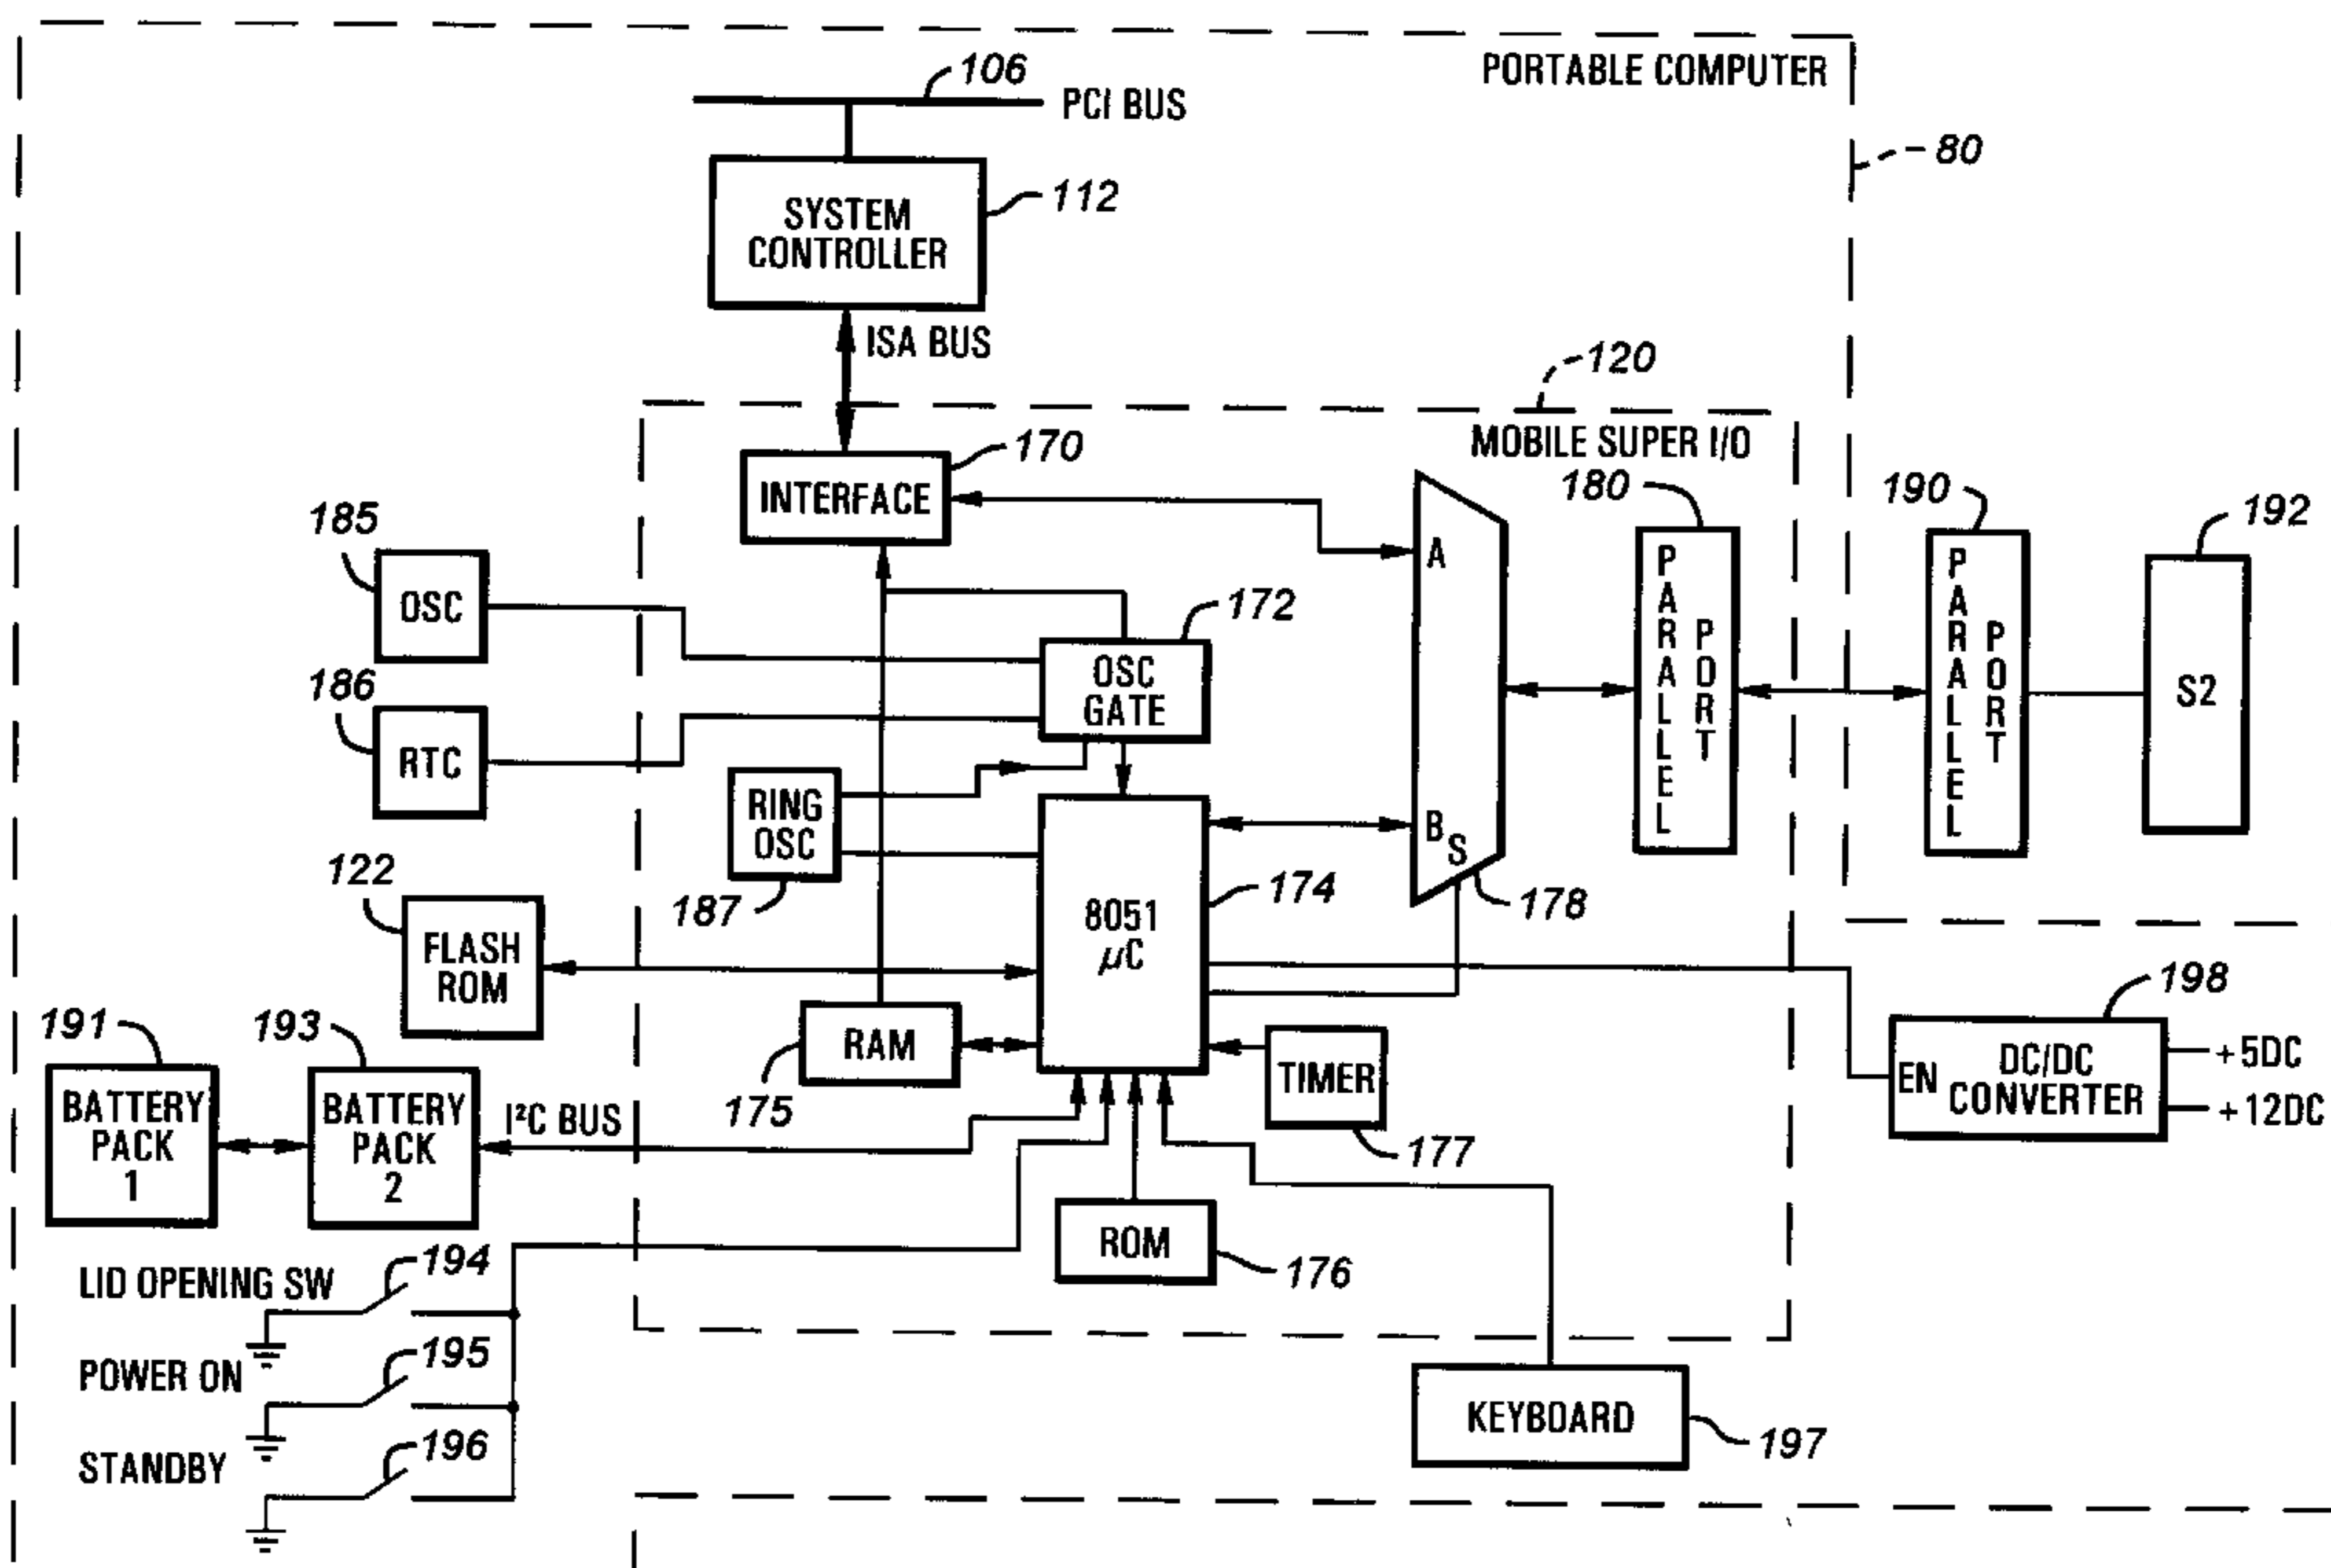 PORTABLE COMPUTER
80
106
PCI BUS
SYSTEM
CONTROLLER
112
ISA BUS
120
MOBILE SUPER I/O
INTERFACE
170
185
OSC
186
RTC
OSC
GATE
172
RING
OSC
187
122
FLASH
ROM
8051
µC
174
A
B
S
178
180
PARALLEL
PORT
190
PARALLEL
PORT
192
S2
191
BATTERY
PACK
1
193
BATTERY
PACK
2
I²C BUS
RAM
175
TIMER
177
ROM
176
198
EN
DC/DC
CONVERTER
+5DC
+12DC
LID OPENING SW
194
POWER ON
195
STANDBY
196
KEYBOARD
197